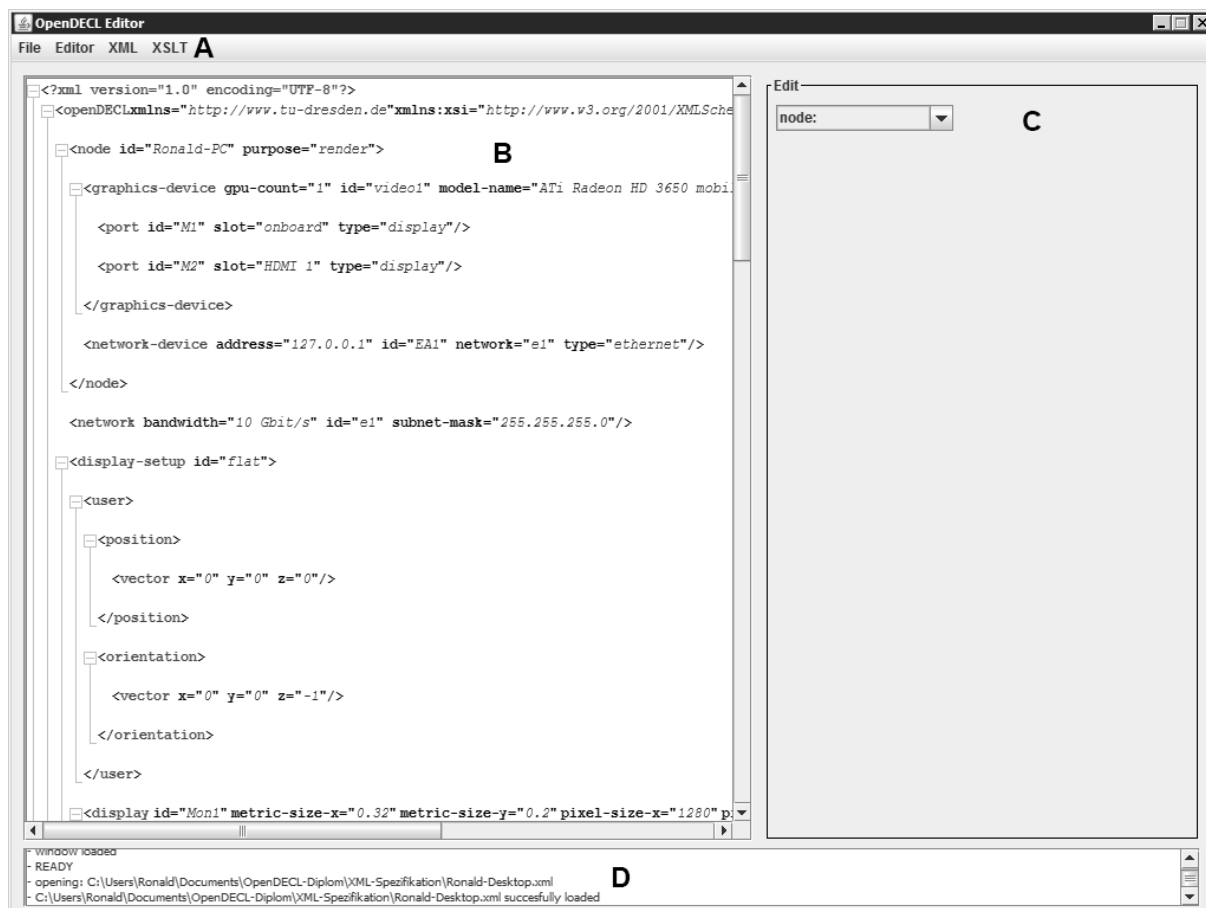 OpenDECL Editor
File Editor XML XSLT A
<?xml version="1.0" encoding="UTF-8"?>
<openDECLxmlns="http://www.tu-dresden.de"xmlns:xsi="http://www.w3.org/2001/XMLSche
<node id="Ronald-PC" purpose="render">
B
<graphics-device gpu-count="1" id="video1" model-name="ATi Radeon HD 3650 mobi
<port id="M1" slot="onboard" type="display"/>
<port id="M2" slot="HDMI 1" type="display"/>
</graphics-device>
<network-device address="127.0.0.1" id="EA1" network="e1" type="ethernet"/>
</node>
<network bandwidth="10 Gbit/s" id="e1" subnet-mask="255.255.255.0"/>
<display-setup id="flat">
<user>
<position>
<vector x="0" y="0" z="0"/>
</position>
<orientation>
<vector x="0" y="0" z="-1"/>
</orientation>
</user>
<display id="Mon1" metric-size-x="0.32" metric-size-y="0.2" pixel-size-x="1280" p
Edit
node:
C
- window loaded
- READY
- opening: C:\Users\Ronald\Documents\OpenDECL-Diplom\XML-Spezifikation\Ronald-Desktop.xml
- C:\Users\Ronald\Documents\OpenDECL-Diplom\XML-Spezifikation\Ronald-Desktop.xml succesfully loaded
D